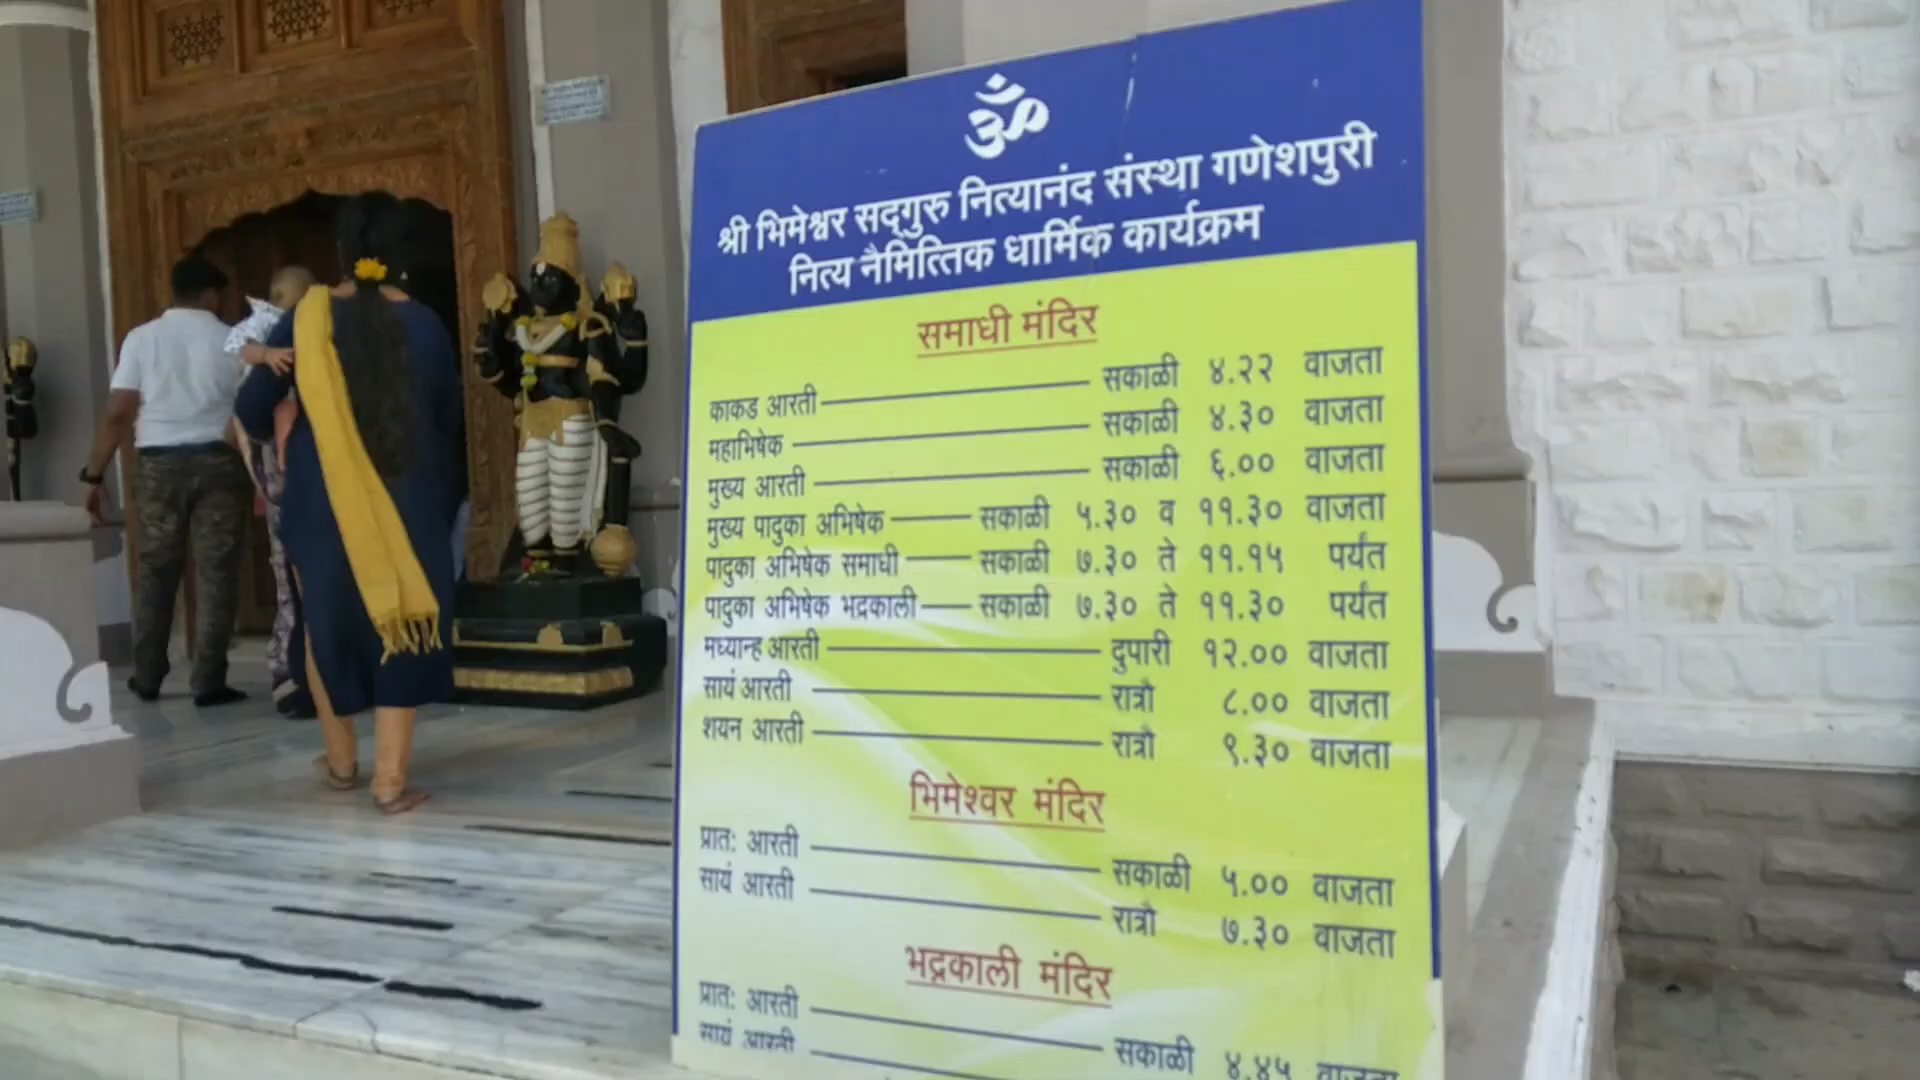 ॐ
श्री भिमेश्वर सद्गुरु नित्यानंद संस्था गणेशपुरी
नित्य नैमित्तिक धार्मिक कार्यक्रम
समाधी मंदिर
काकड आरती सकाळी ४.२२ वाजता
महाभिषेक सकाळी ४.३० वाजता
मुख्य आरती सकाळी ६.०० वाजता
मुख्य पादुका अभिषेक सकाळी ५.३० व ११.३० वाजता
पादुका अभिषेक समाधी सकाळी ७.३० ते ११.१५ पर्यंत
पादुका अभिषेक भद्रकाली सकाळी ७.३० ते ११.३० पर्यंत
मध्यान्ह आरती दुपारी १२.०० वाजता
सायं आरती रात्रौ ८.०० वाजता
शयन आरती रात्रौ ९.३० वाजता
भिमेश्वर मंदिर
प्रात: आरती सकाळी ५.०० वाजता
सायं आरती रात्रौ ७.३० वाजता
भद्रकाली मंदिर
प्रात: आरती सकाळी ४.४५ वाजता
सायं आरती